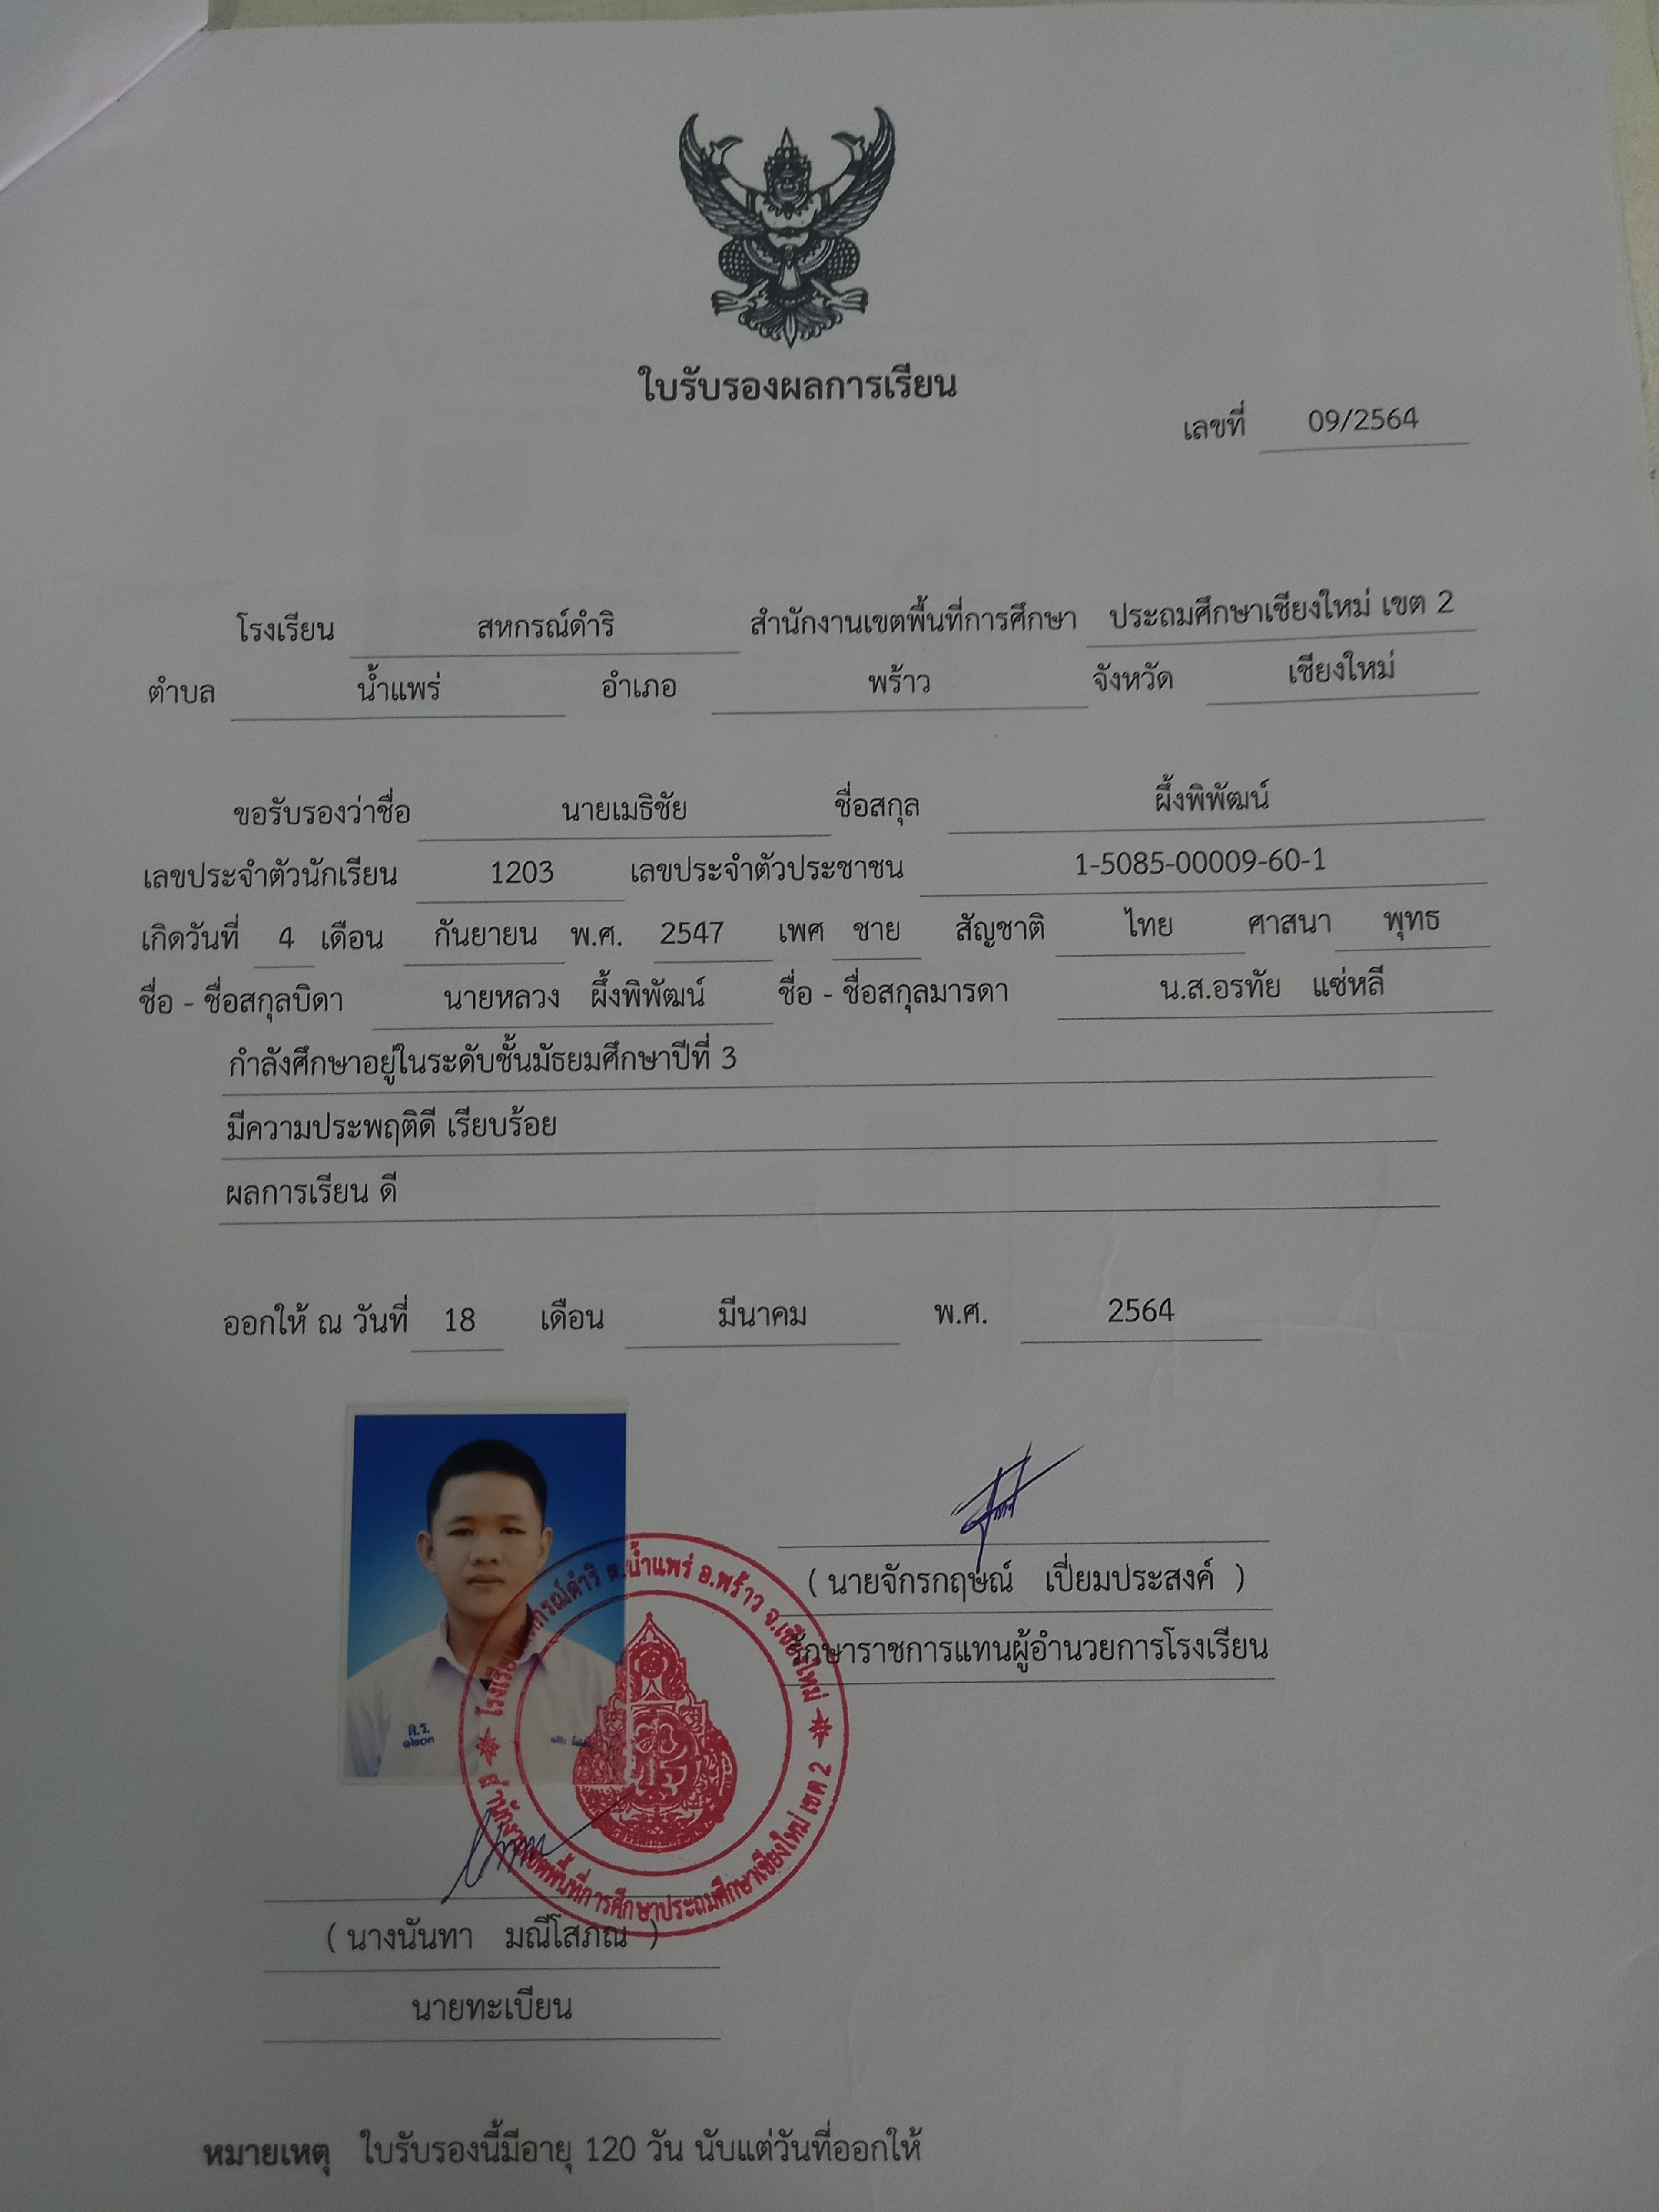 ใบรับรองผลการเรียน
เลขที่ 09/2564
โรงเรียน สหกรณ์ดำริ สำนักงานเขตพื้นที่การศึกษา ประถมศึกษาเชียงใหม่ เขต 2
ตำบล น้ำแพร่ อำเภอ พร้าว จังหวัด เชียงใหม่
ขอรับรองว่าชื่อ นายเมธิชัย ชื่อสกุล ผึ้งพิพัฒน์
เลขประจำตัวนักเรียน 1203 เลขประจำตัวประชาชน 1-5085-00009-60-1
เกิดวันที่ 4 เดือน กันยายน พ.ศ. 2547 เพศ ชาย สัญชาติ ไทย ศาสนา พุทธ
ชื่อ - ชื่อสกุลบิดา นายหลวง ผึ้งพิพัฒน์ ชื่อ - ชื่อสกุลมารดา น.ส.อรทัย แซ่หลี
กำลังศึกษาอยู่ในระดับชั้นมัธยมศึกษาปีที่ 3
มีความประพฤติดี เรียบร้อย
ผลการเรียน ดี
ออกให้ ณ วันที่ 18 เดือน มีนาคม พ.ศ. 2564
( นายจักรกฤษณ์ เปี่ยมประสงค์ )
รักษาราชการแทนผู้อำนวยการโรงเรียน
ส.ร.
๑๒๐๓
โรงเรียนสหกรณ์ดำริ ต.น้ำแพร่ อ.พร้าว จ.เชียงใหม่
สำนักงานเขตพื้นที่การศึกษาประถมศึกษาเชียงใหม่ เขต 2
( นางนันทา มณีโสภณ )
นายทะเบียน
หมายเหตุ ใบรับรองนี้มีอายุ 120 วัน นับแต่วันที่ออกให้